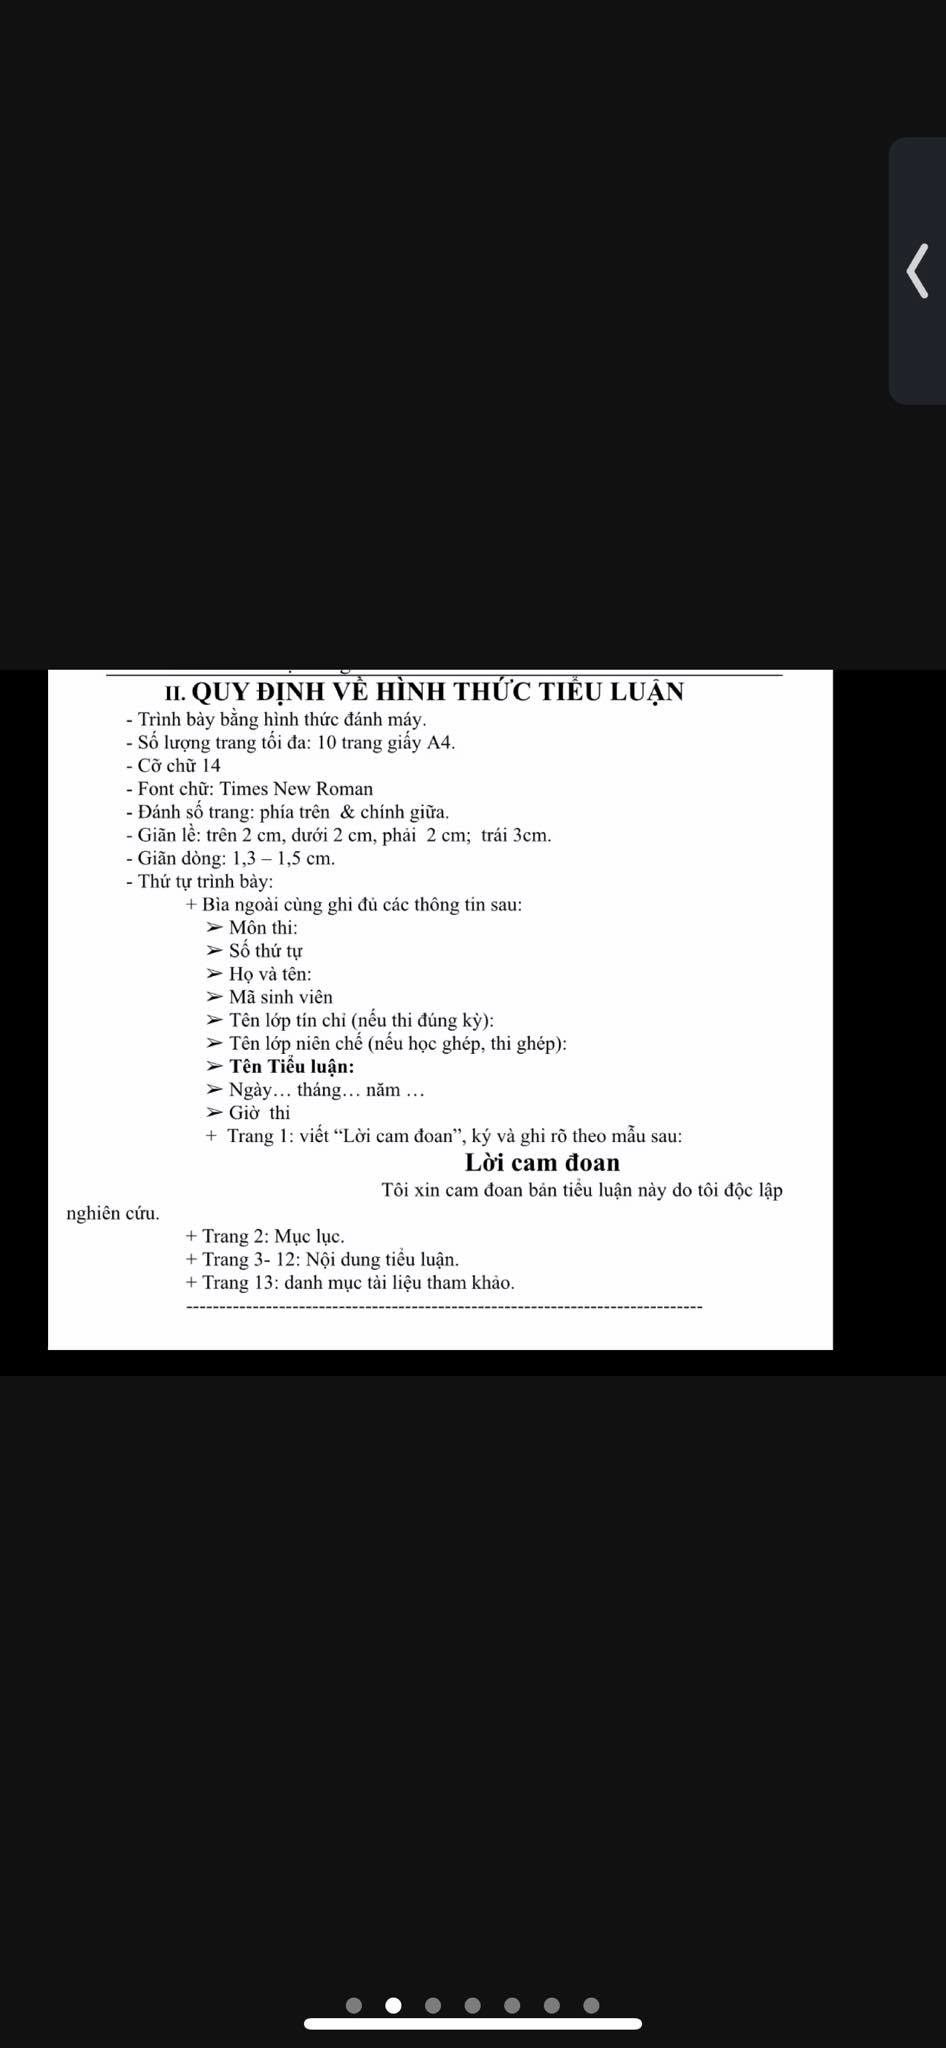 II. QUY ĐỊNH VỀ HÌNH THỨC TIỂU LUẬN
- Trình bày bằng hình thức đánh máy.
- Số lượng trang tối đa: 10 trang giấy A4.
- Cỡ chữ 14
- Font chữ: Times New Roman
- Đánh số trang: phía trên & chính giữa.
- Giãn lề: trên 2 cm, dưới 2 cm, phải 2 cm; trái 3cm.
- Giãn dòng: 1,3 – 1,5 cm.
- Thứ tự trình bày:
+ Bìa ngoài cùng ghi đủ các thông tin sau:
➢ Môn thi:
➢ Số thứ tự
➢ Họ và tên:
➢ Mã sinh viên
➢ Tên lớp tín chỉ (nếu thi đúng kỳ):
➢ Tên lớp niên chế (nếu học ghép, thi ghép):
➢ Tên Tiểu luận:
➢ Ngày… tháng… năm …
➢ Giờ thi
+ Trang 1: viết “Lời cam đoan”, ký và ghi rõ theo mẫu sau:
Lời cam đoan
Tôi xin cam đoan bản tiểu luận này do tôi độc lập
nghiên cứu.
+ Trang 2: Mục lục.
+ Trang 3- 12: Nội dung tiểu luận.
+ Trang 13: danh mục tài liệu tham khảo.